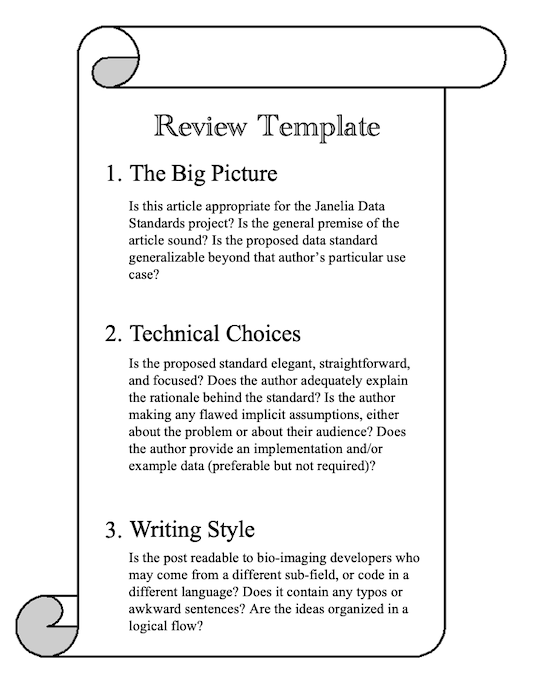 Review Template
1. The Big Picture
Is this article appropriate for the Janelia Data
Standards project? Is the general premise of the
article sound? Is the proposed data standard
generalizable beyond that author's particular use
case?
2. Technical Choices
Is the proposed standard elegant, straightforward,
and focused? Does the author adequately explain
the rationale behind the standard? Is the author
making any flawed implicit assumptions, either
about the problem or about their audience? Does
the author provide an implementation and/or
example data (preferable but not required)?
3. Writing Style
Is the post readable to bio-imaging developers who
may come from a different sub-field, or code in a
different language? Does it contain any typos or
awkward sentences? Are the ideas organized in a
logical flow?